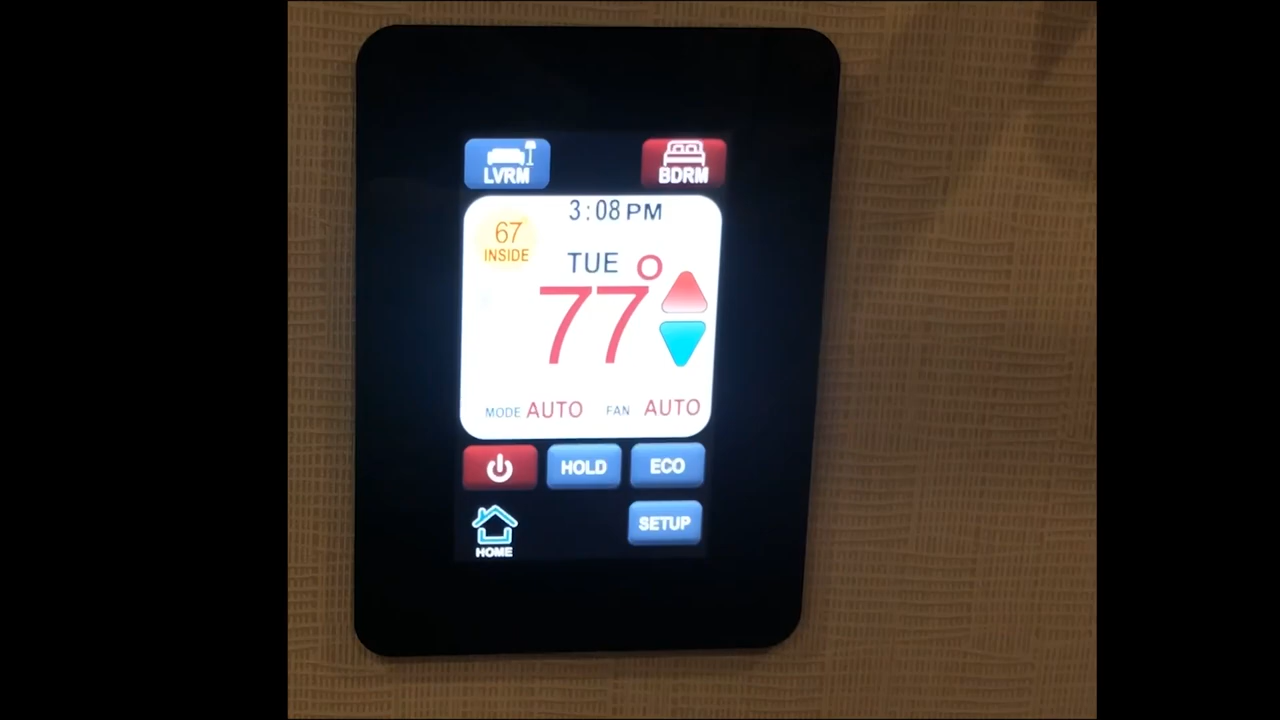 LVRM
BDRM
3:08 PM
67
INSIDE
TUE
77°
MODE AUTO FAN AUTO
HOLD
ECO
HOME
SETUP